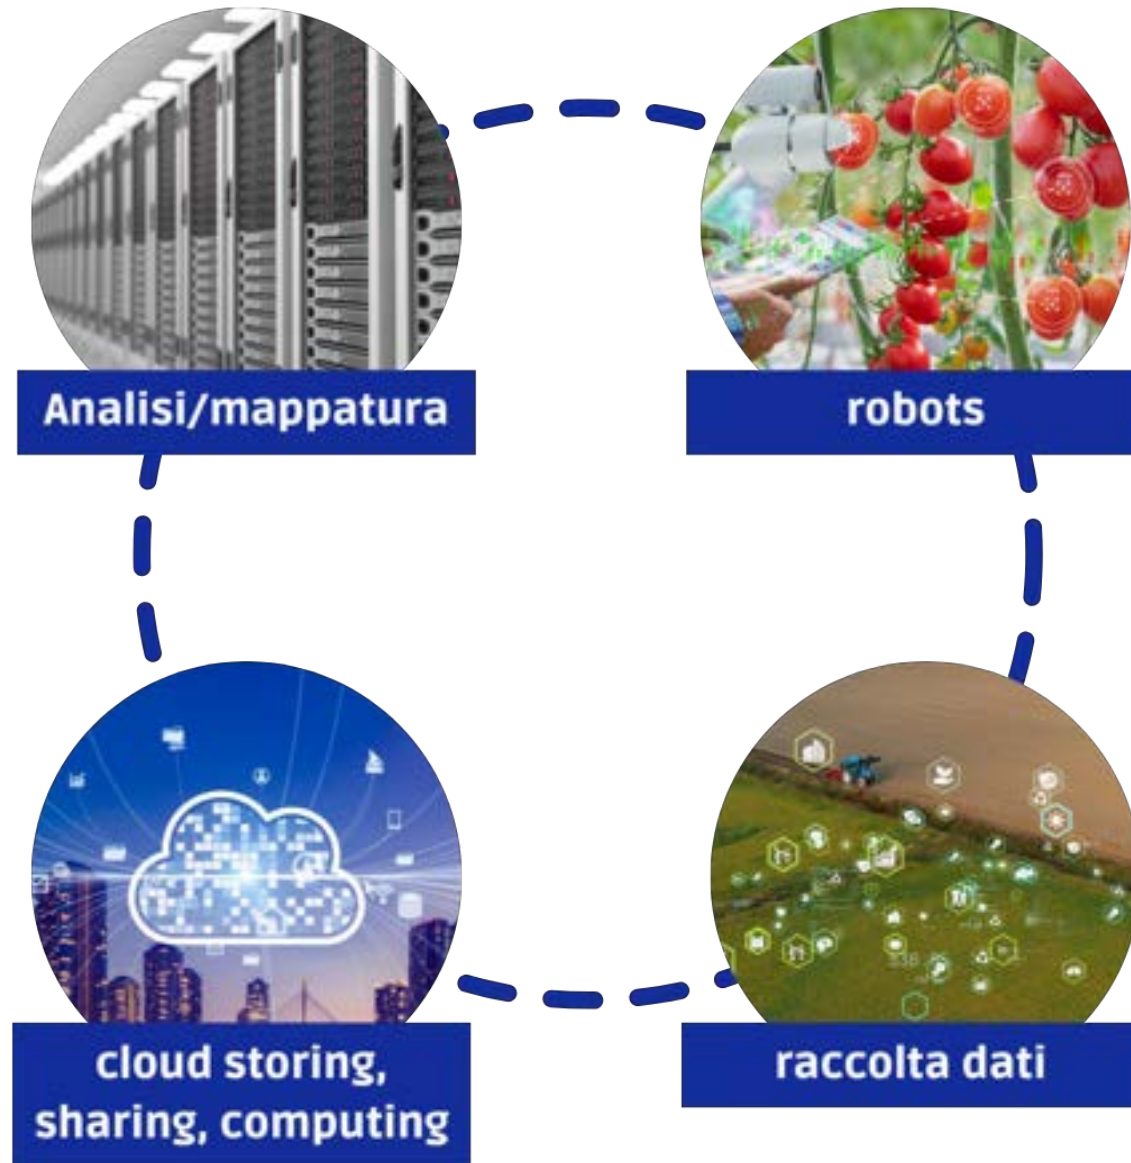 Analisi/mappatura
robots
cloud storing,
sharing, computing
raccolta dati